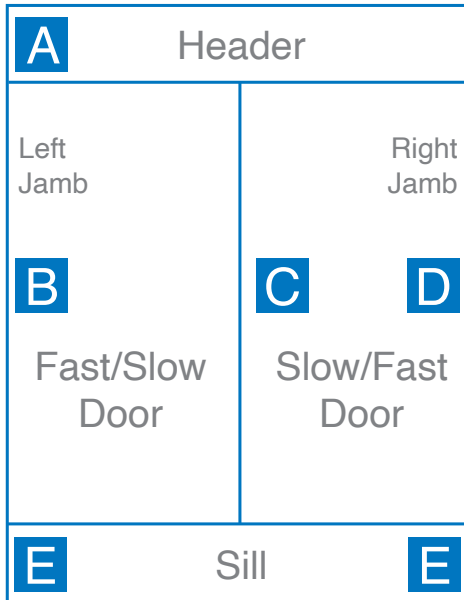 A Header
Left
Jamb
Right
Jamb
B C D
Fast/Slow
Door
Slow/Fast
Door
E Sill E